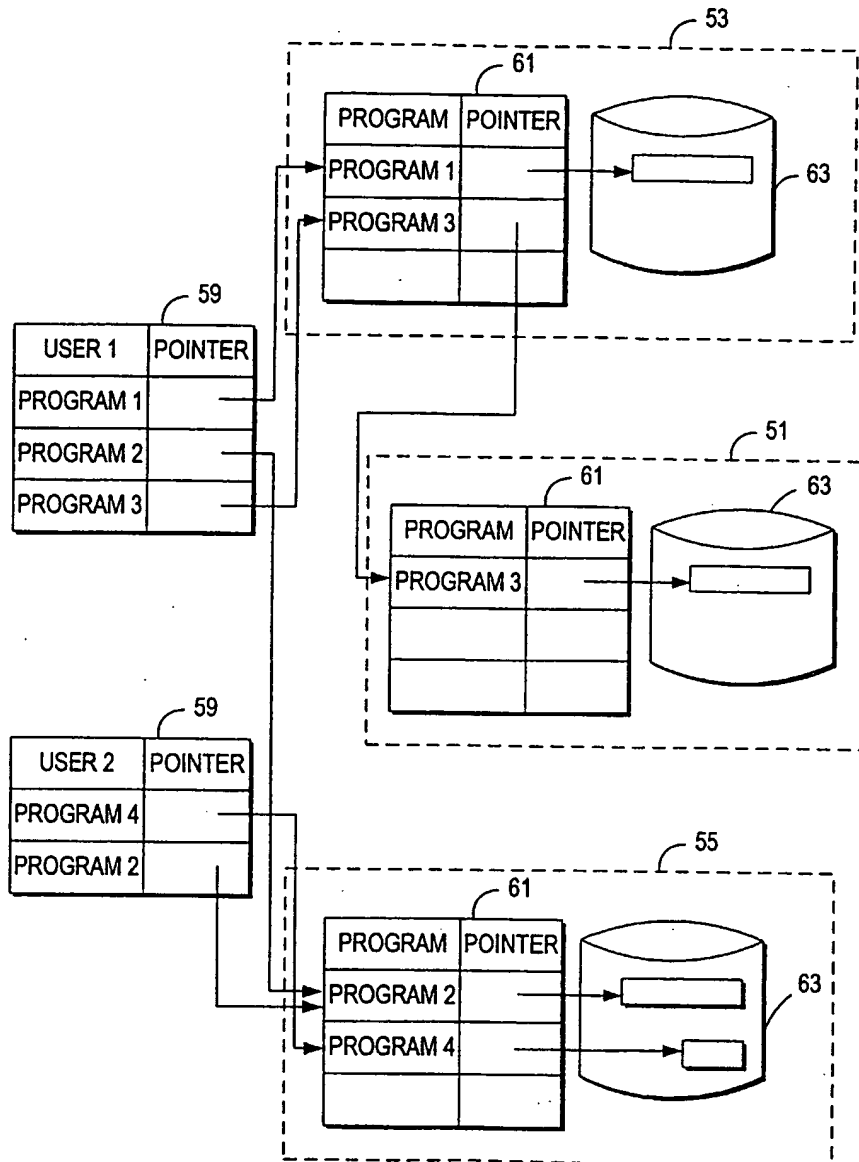 53
61
PROGRAM POINTER
PROGRAM 1
PROGRAM 3
63
59
USER 1 POINTER
PROGRAM 1
PROGRAM 2
PROGRAM 3
51
61
63
PROGRAM POINTER
PROGRAM 3
59
USER 2 POINTER
PROGRAM 4
PROGRAM 2
55
61
PROGRAM POINTER
PROGRAM 2
63
PROGRAM 4